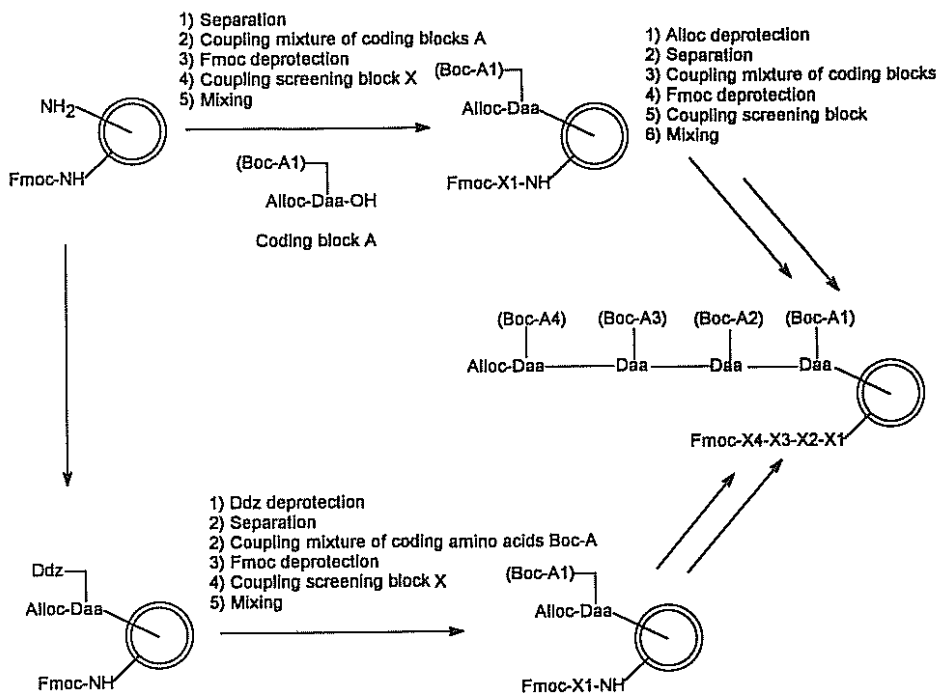 1) Separation
2) Coupling mixture of coding blocks A
3) Fmoc deprotection
4) Coupling screening block X
5) Mixing
NH2
Fmoc-NH
(Boc-A1)
Alloc-Daa-OH
Coding block A
(Boc-A1)
Alloc-Daa
Fmoc-X1-NH
1) Alloc deprotection
2) Separation
3) Coupling mixture of coding blocks
4) Fmoc deprotection
5) Coupling screening block
6) Mixing
(Boc-A4) (Boc-A3) (Boc-A2) (Boc-A1)
Alloc-Daa Daa Daa Daa
Fmoc-X4-X3-X2-X1
Ddz
Alloc-Daa
Fmoc-NH
1) Ddz deprotection
2) Separation
2) Coupling mixture of coding amino acids Boc-A
3) Fmoc deprotection
4) Coupling screening block X
5) Mixing
(Boc-A1)
Alloc-Daa
Fmoc-X1-NH